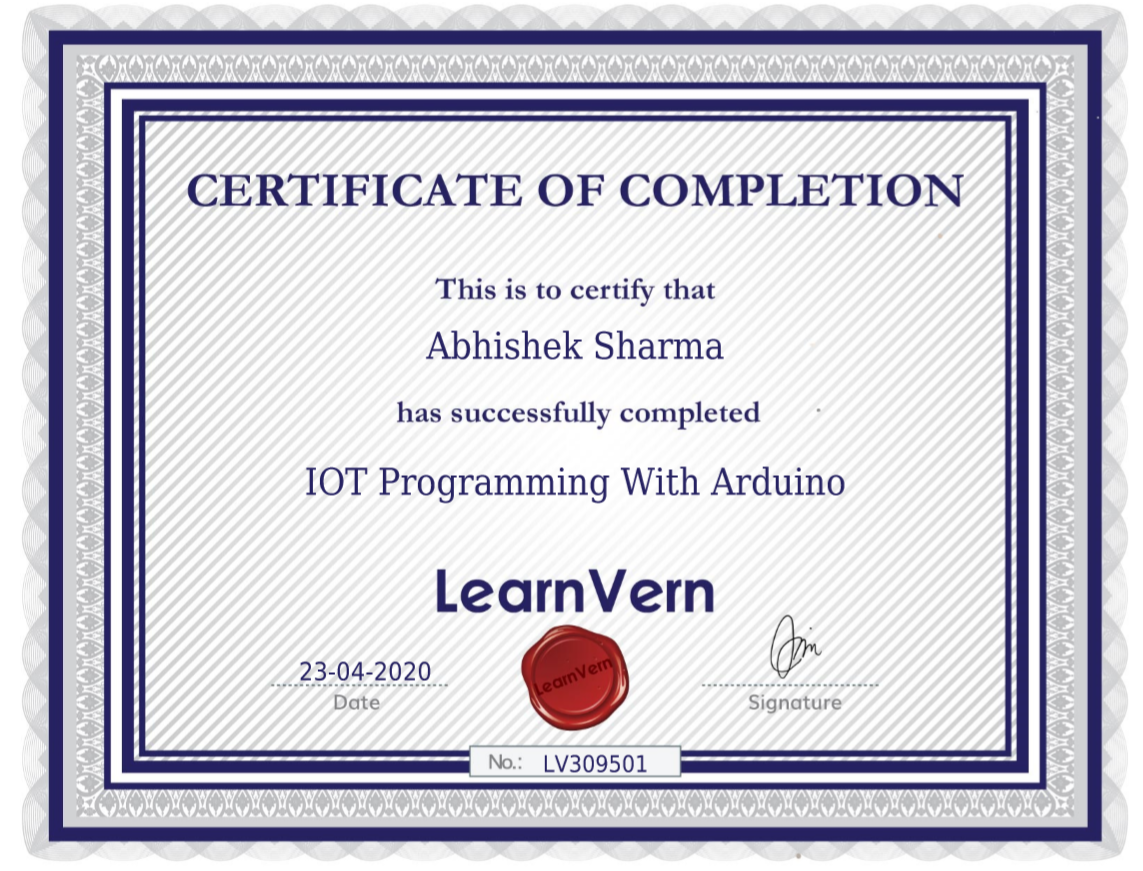 CERTIFICATE OF COMPLETION
This is to certify that
Abhishek Sharma
has successfully completed
IOT Programming With Arduino
LearnVern
LearnVern
23-04-2020
Date
Signature
No.: LV309501